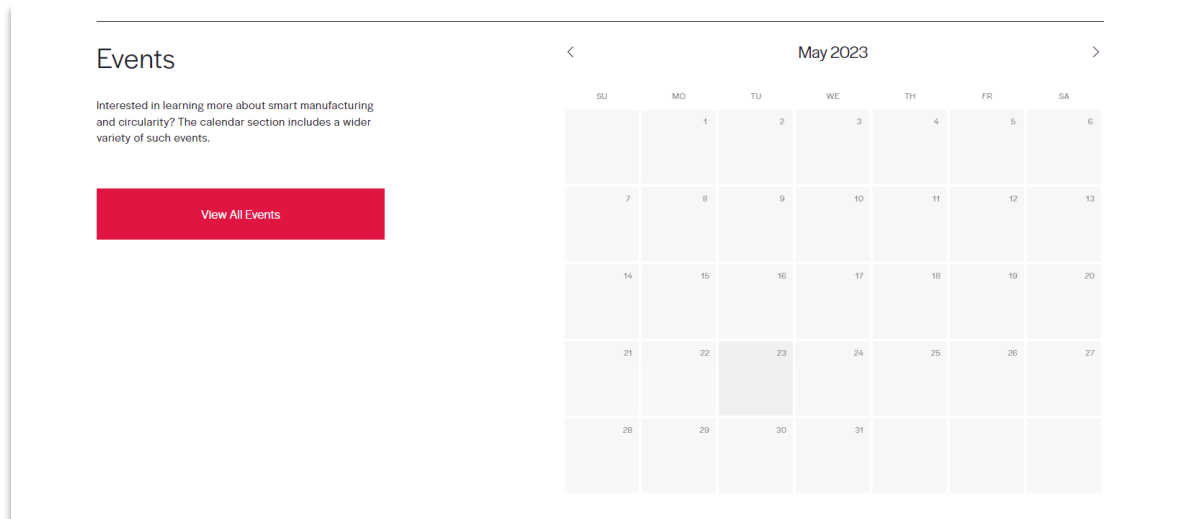 Events
Interested in learning more about smart manufacturing
and circularity? The calendar section includes a wider
variety of such events.
View All Events
May 2023
SU MO TU WE TH FR SA
1 2 3 4 5 6
7 8 9 10 11 12 13
14 15 16 17 18 19 20
21 22 23 24 25 26 27
28 29 30 31